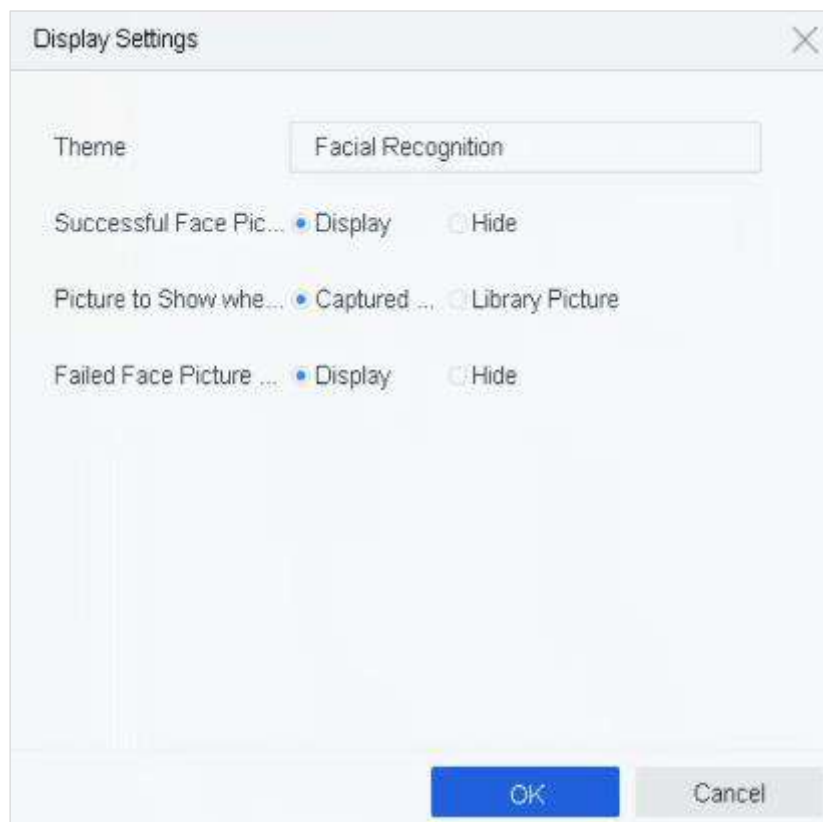 Display Settings
Theme Facial Recognition
Successful Face Pic... Display Hide
Picture to Show whe... Captured ... Library Picture
Failed Face Picture ... Display Hide
OK Cancel